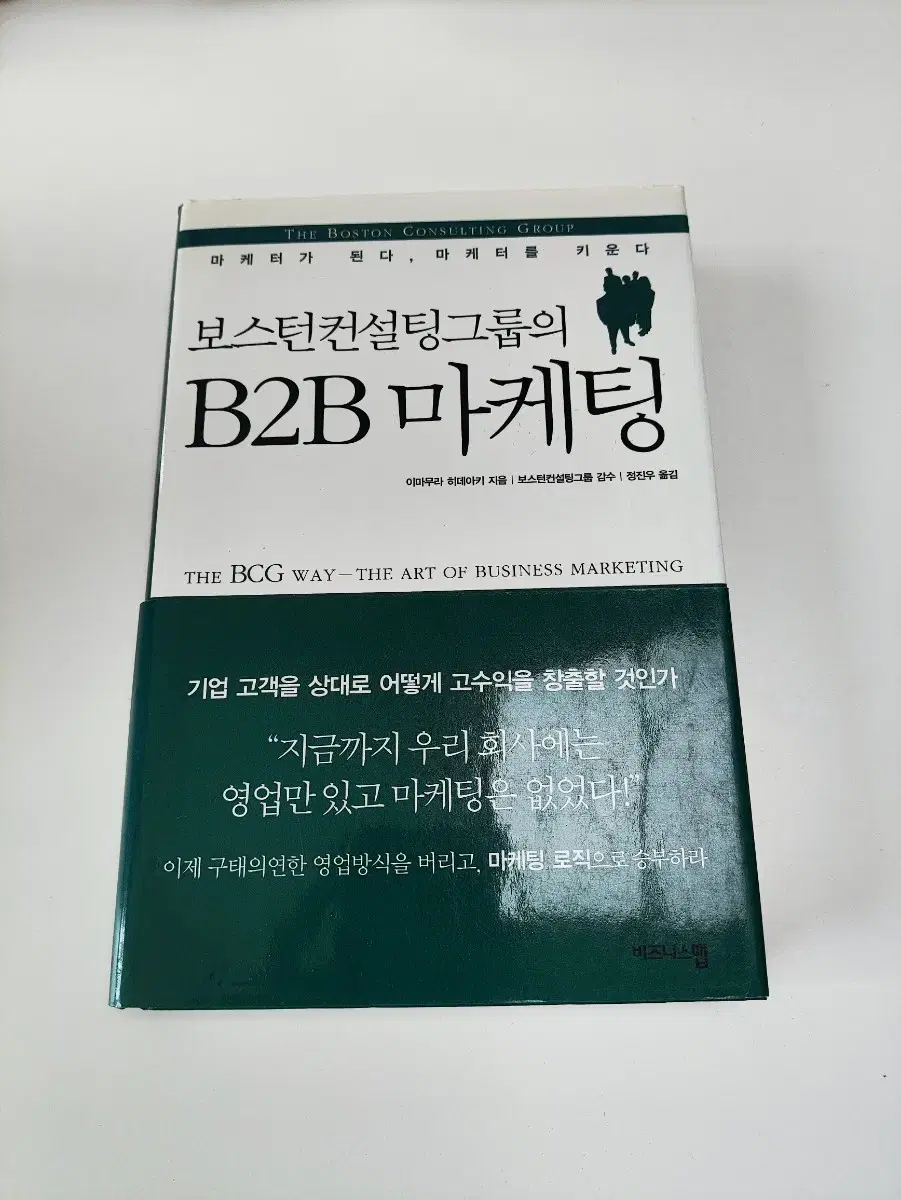 THE BOSTON CONSULTING GROUP
마케터가 된다, 마케터를 키운다
보스턴컨설팅그룹의
B2B 마케팅
이마무라 히데아키 지음 | 보스턴컨설팅그룹 감수 | 정진우 옮김
THE BCG WAY – THE ART OF BUSINESS MARKETING
기업 고객을 상대로 어떻게 고수익을 창출할 것인가
“지금까지 우리 회사에는
영업만 있고 마케팅은 없었다!”
이제 구태의연한 영업방식을 버리고, 마케팅 로직으로 승부하라
비즈니스맵